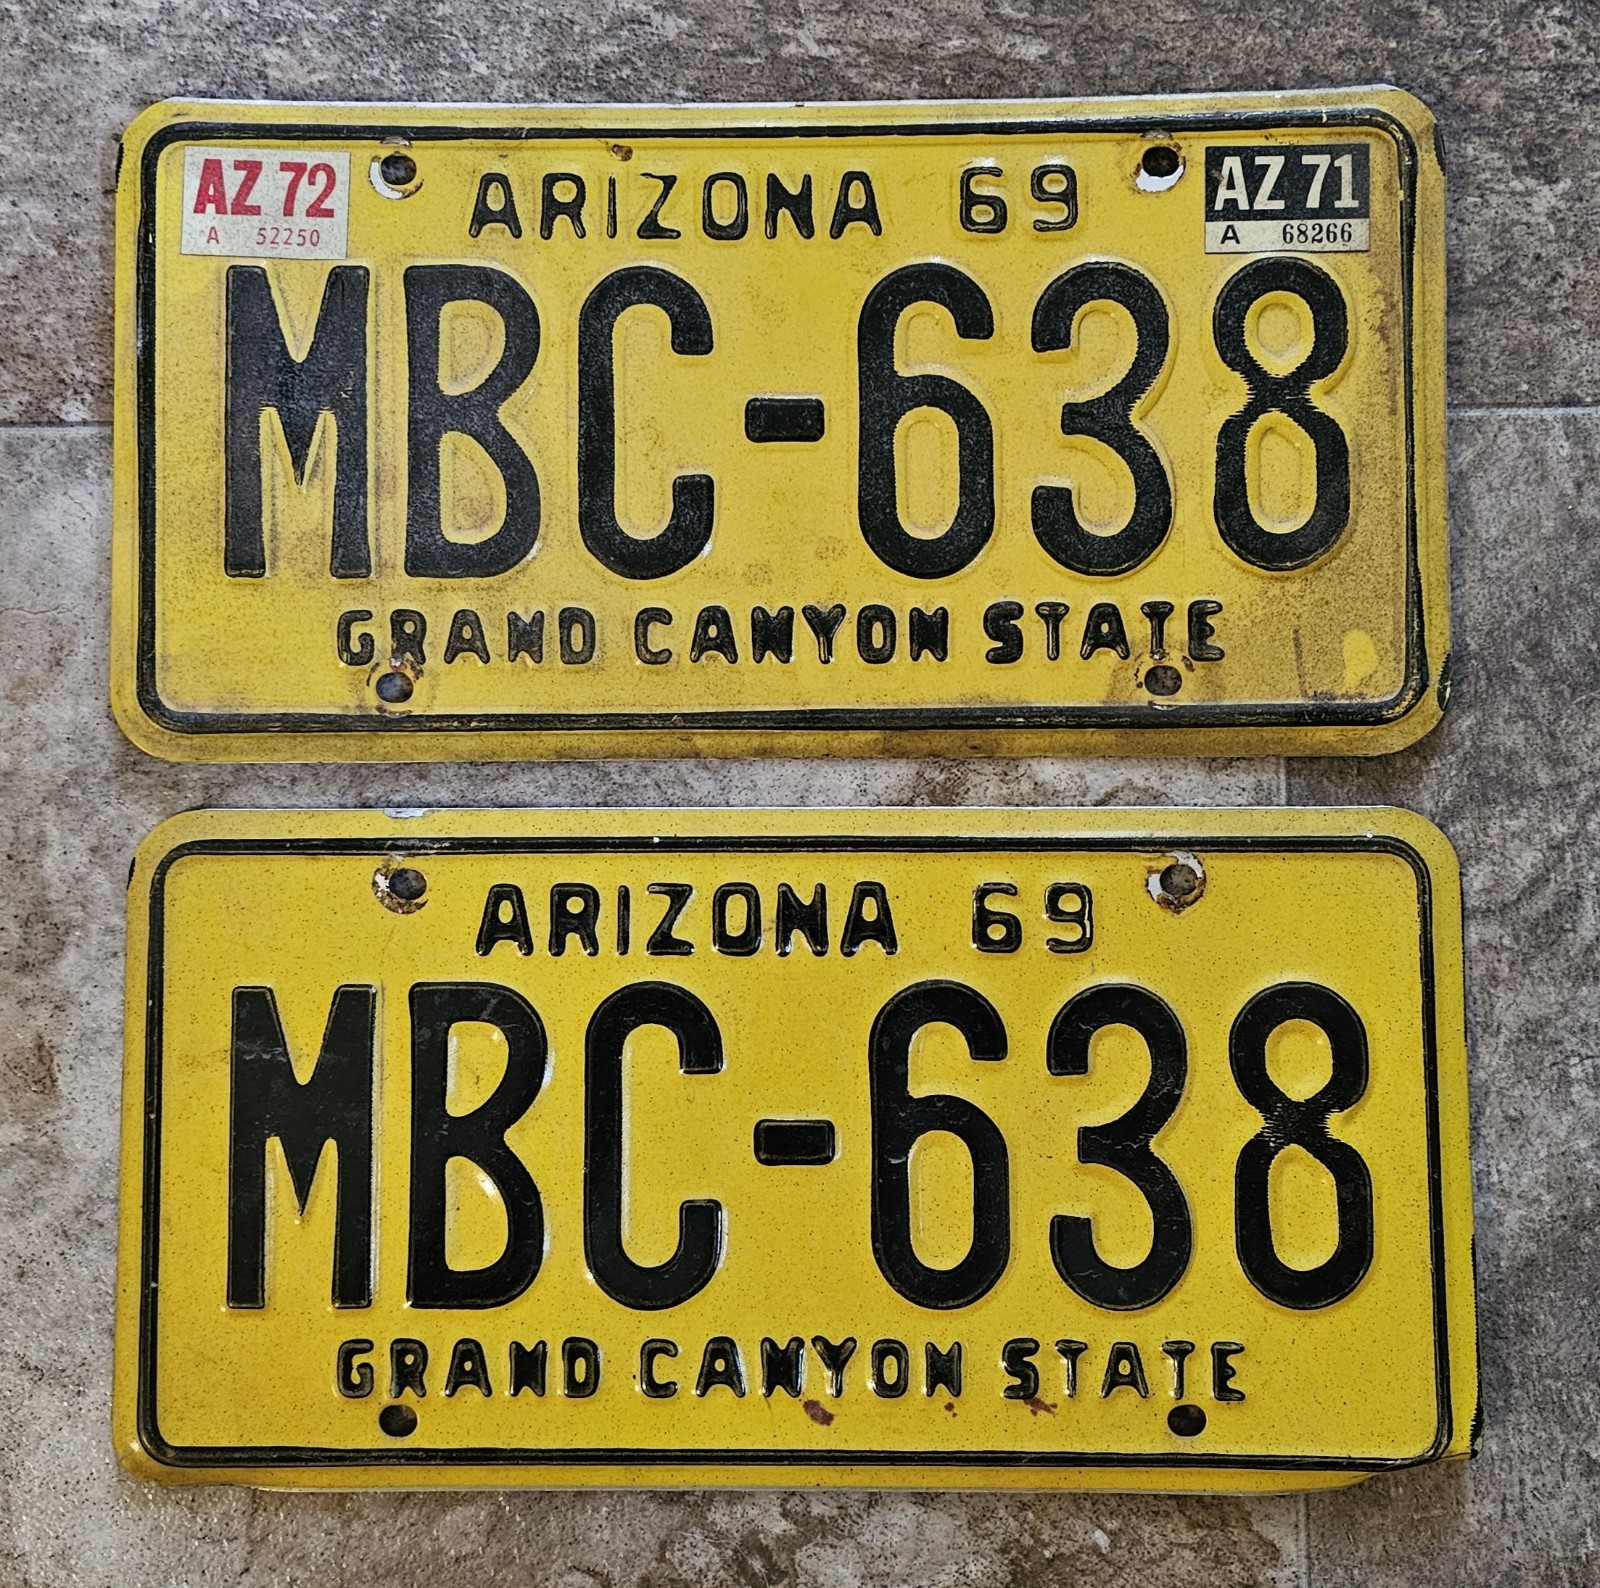 AZ 72
A 52250
ARIZONA 69
AZ 71
A 68266
MBC-638
GRAND CANYON STATE
ARIZONA 69
MBC-638
GRAND CANYON STATE